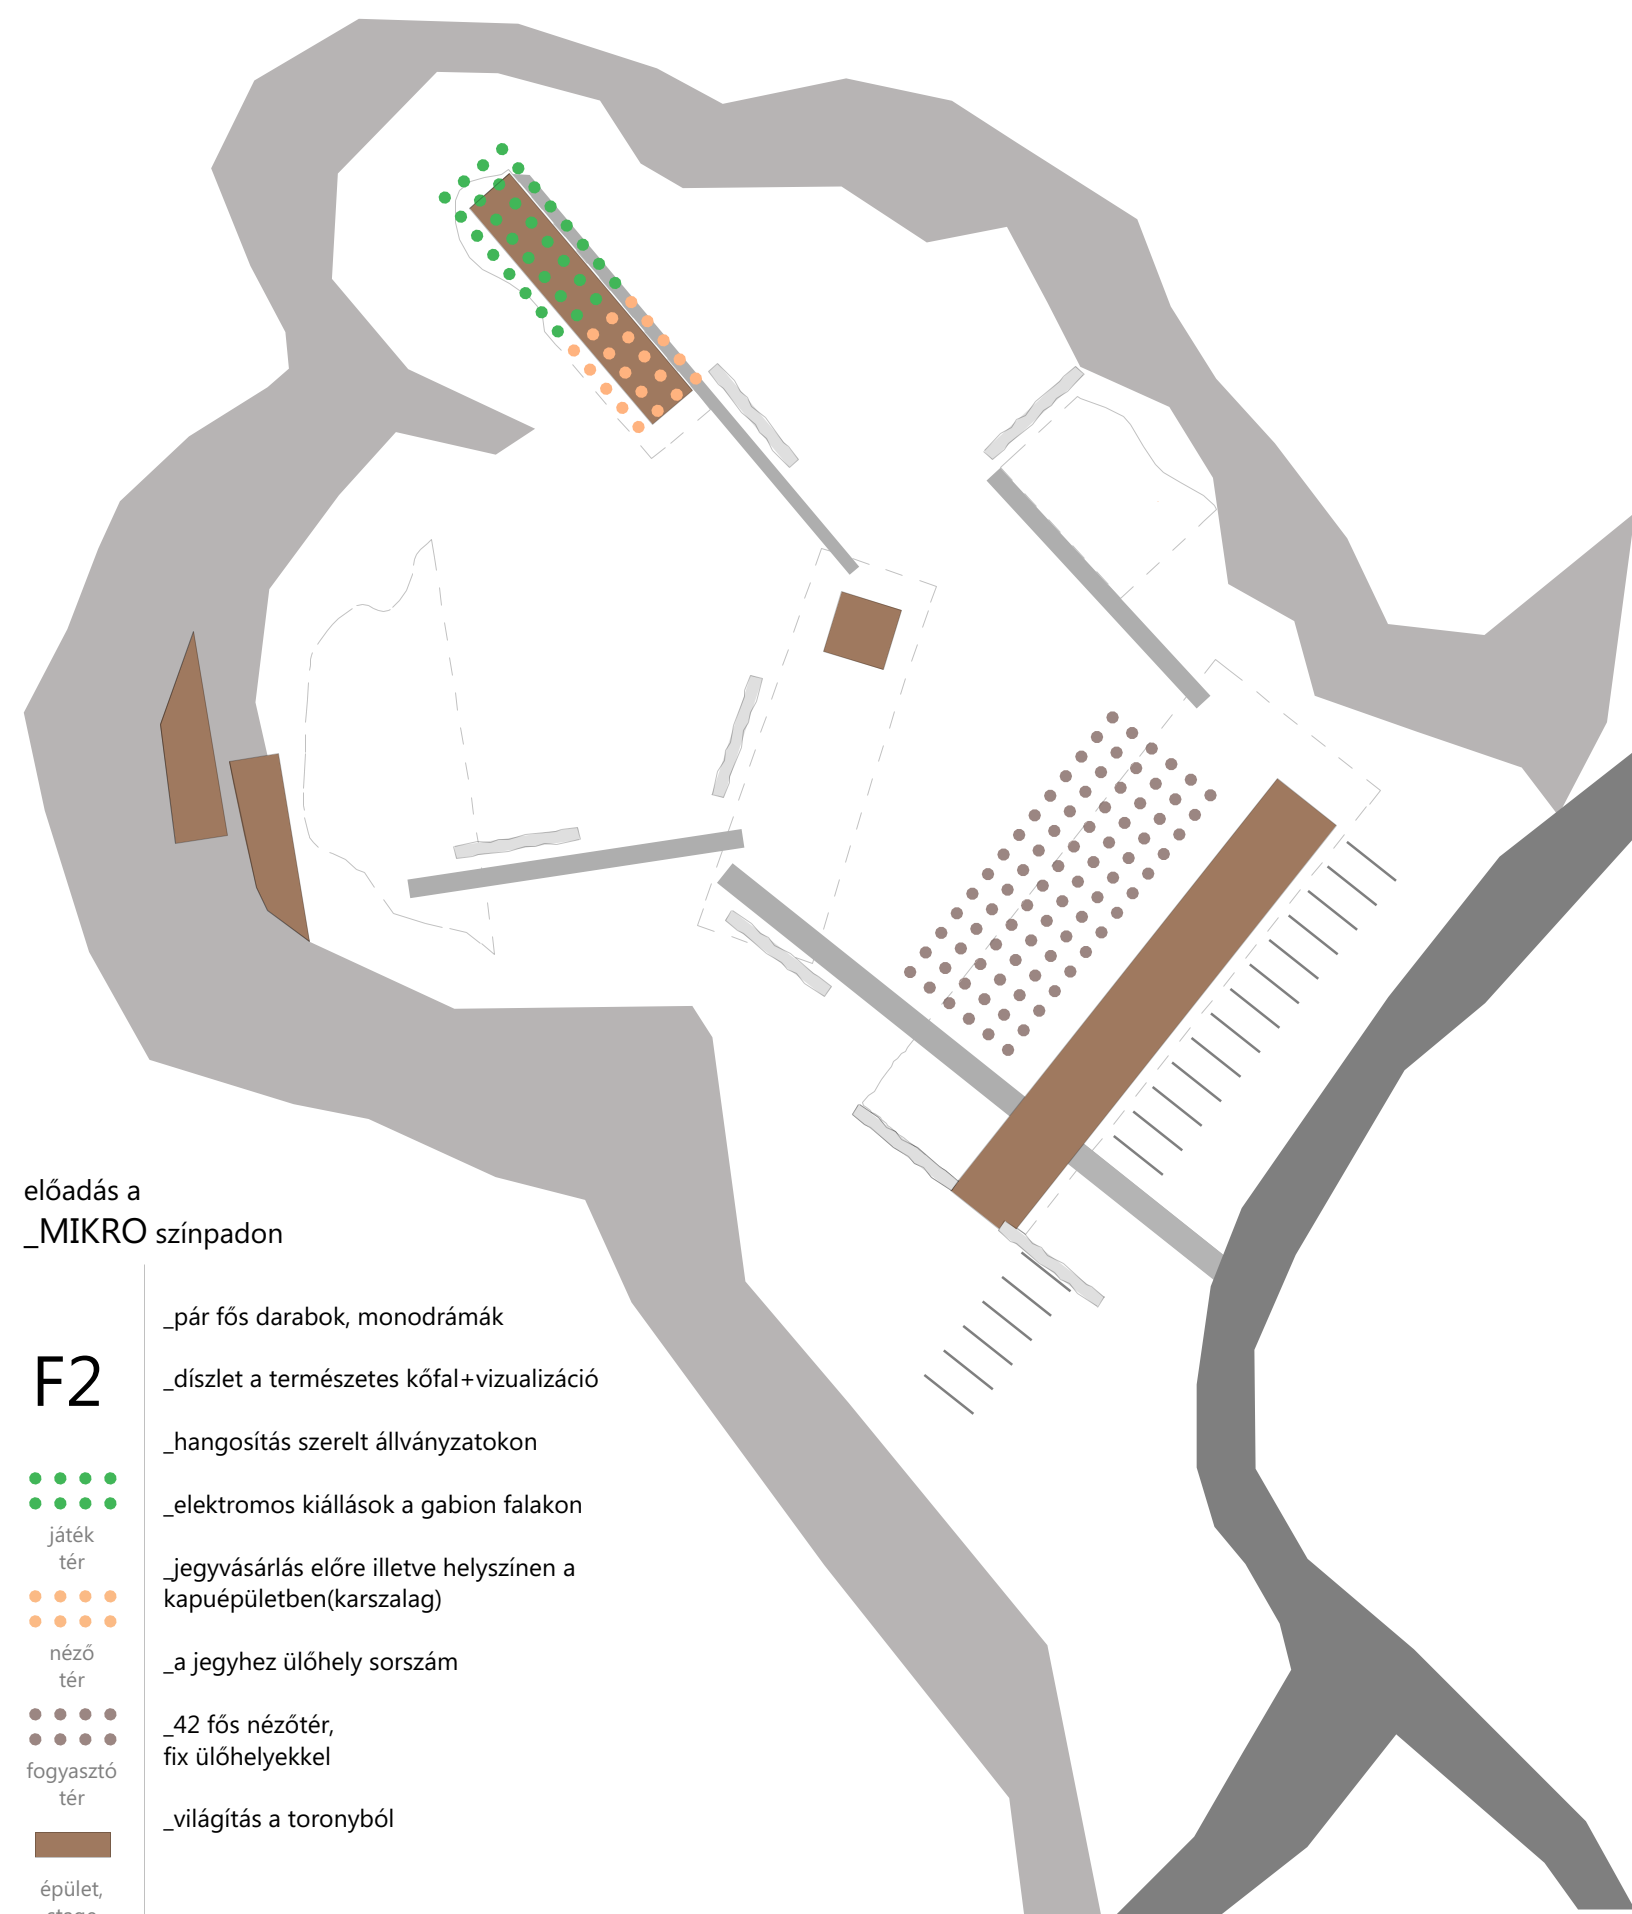 előadás a
_MIKRO színpadon
F2
_pár fős darabok, monodrámák
_díszlet a természetes kőfal+vizualizáció
_hangosítás szerelt állványzatokon
_elektromos kiállások a gabion falakon
_jegyvásárlás előre illetve helyszínen a
kapuépületben(karszalag)
_a jegyhez ülőhely sorszám
_42 fős nézőtér,
fix ülőhelyekkel
_világítás a toronyból
játék
tér
néző
tér
fogyasztó
tér
épület,